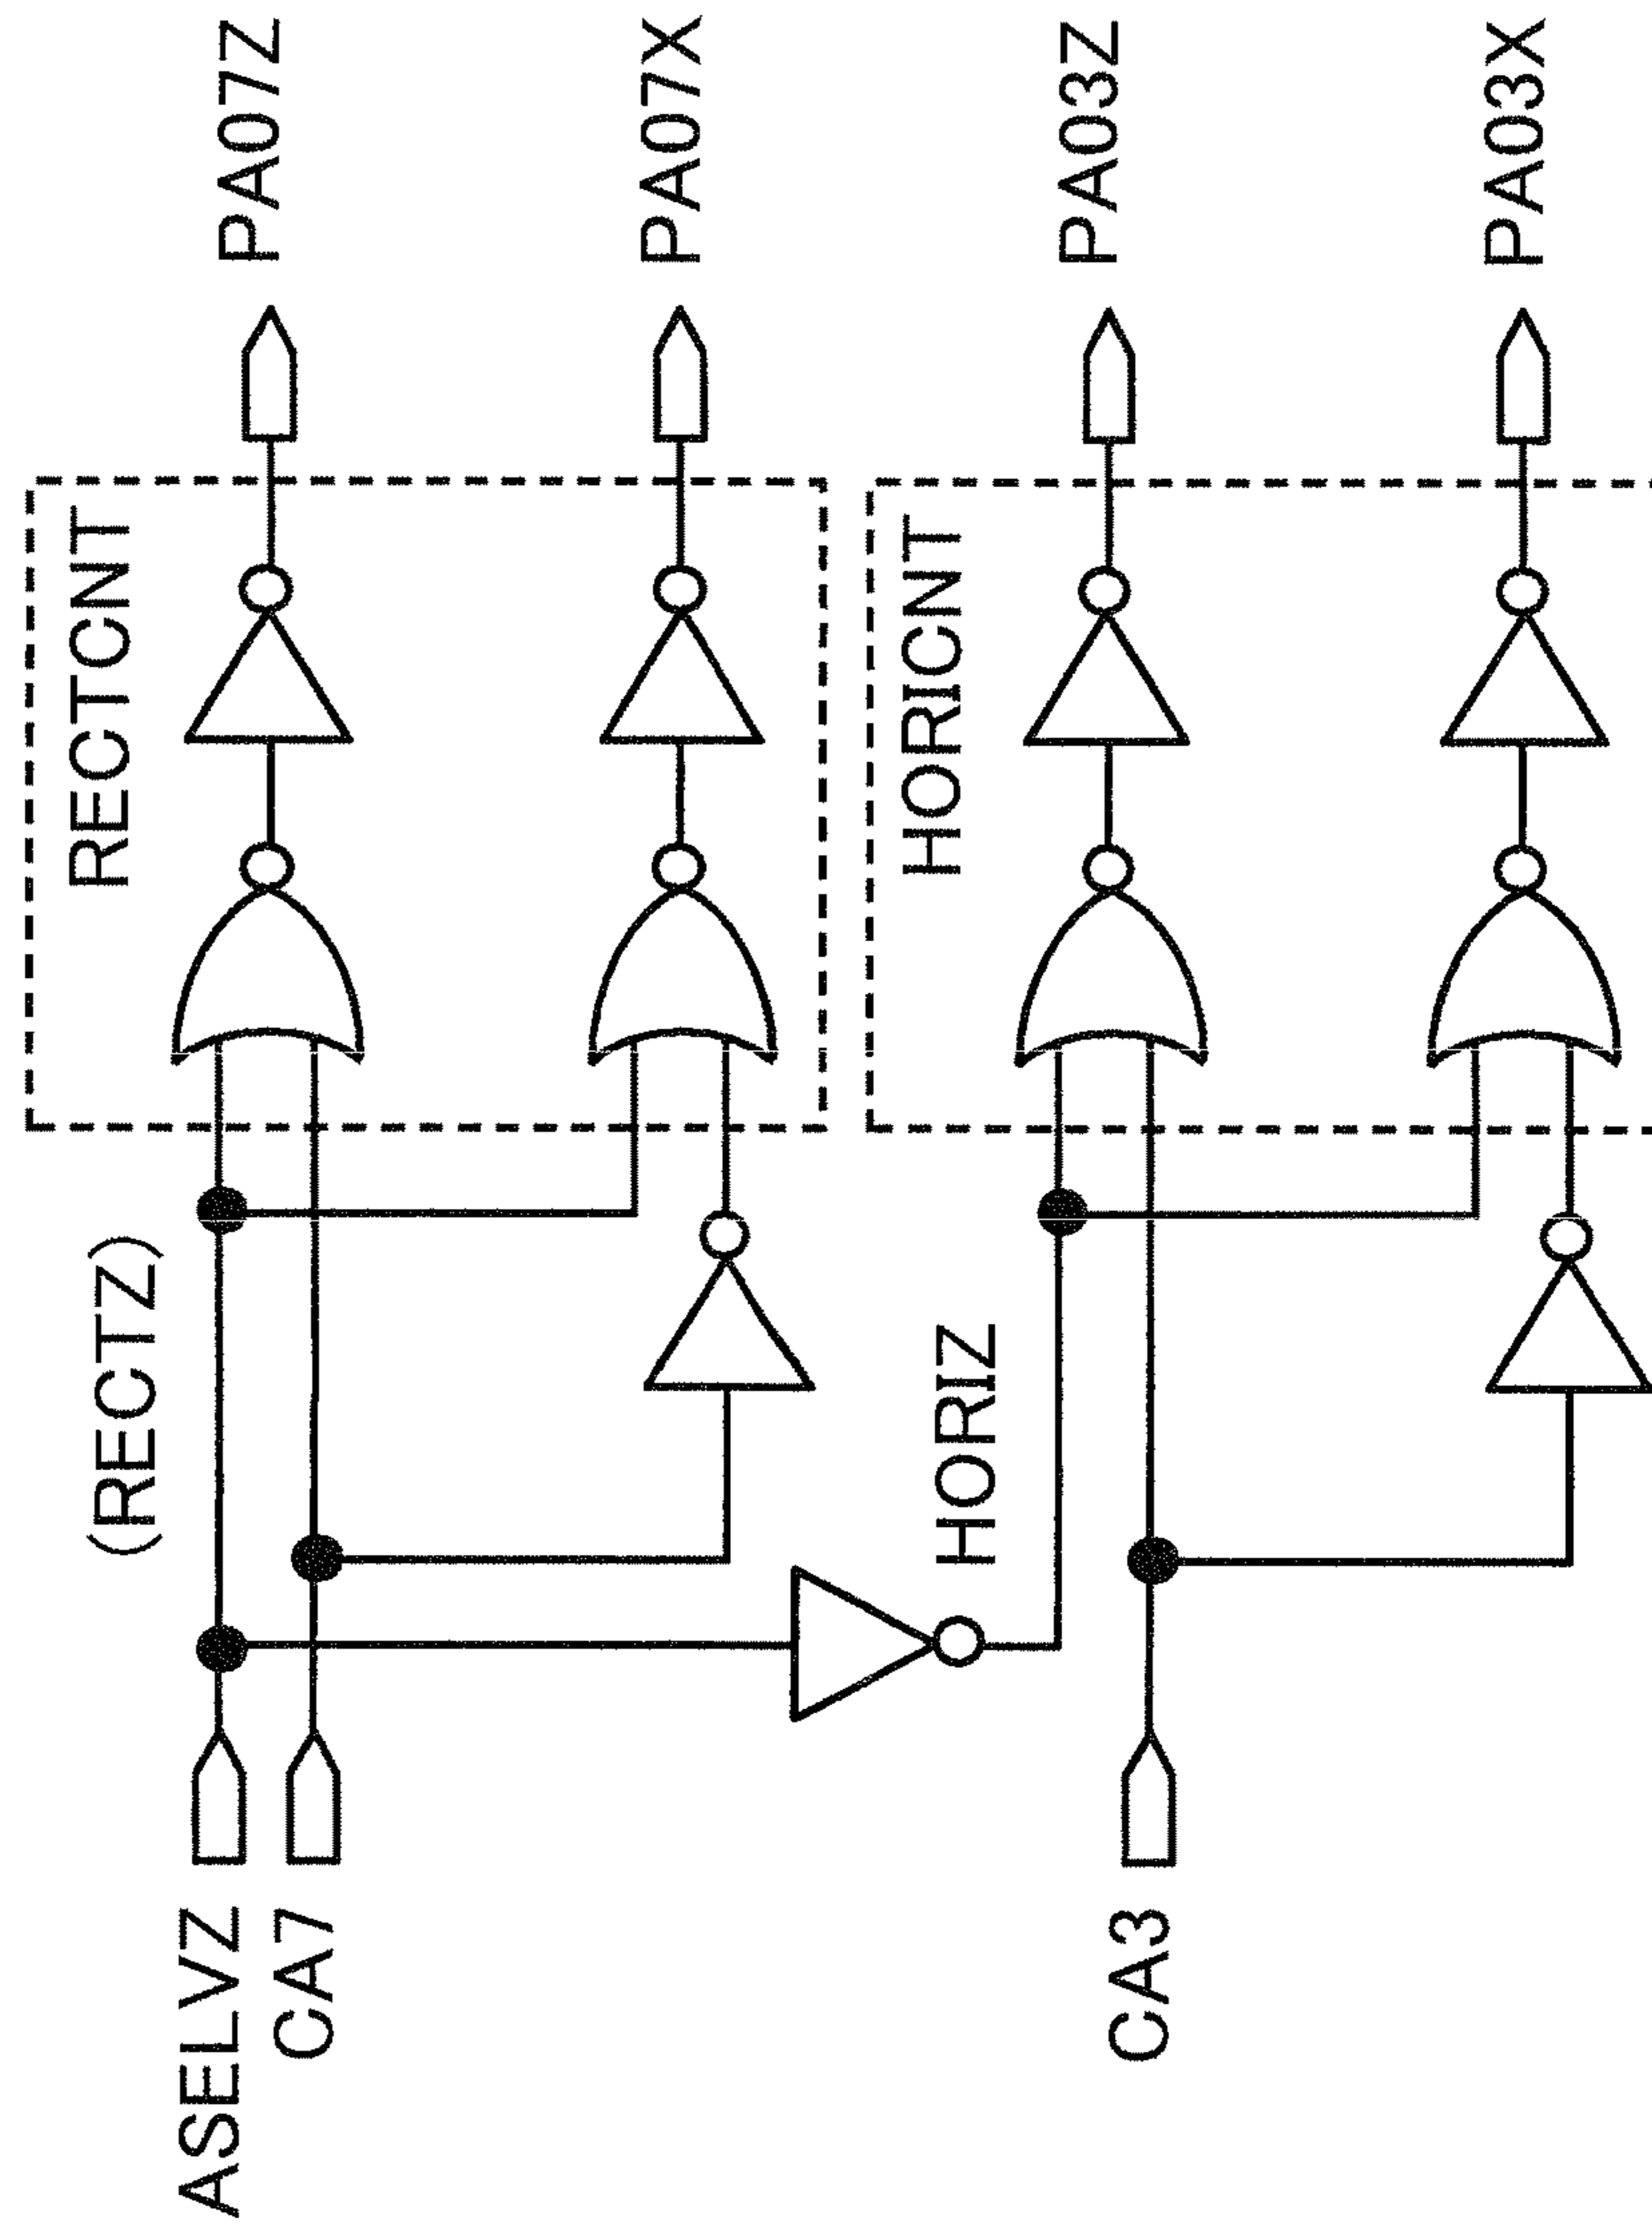 ASELVZ
CA7
(RECTZ)
RECTCNT
PA07Z
PA07X
HORIZ
CA3
HORICNT
PA03Z
PA03X